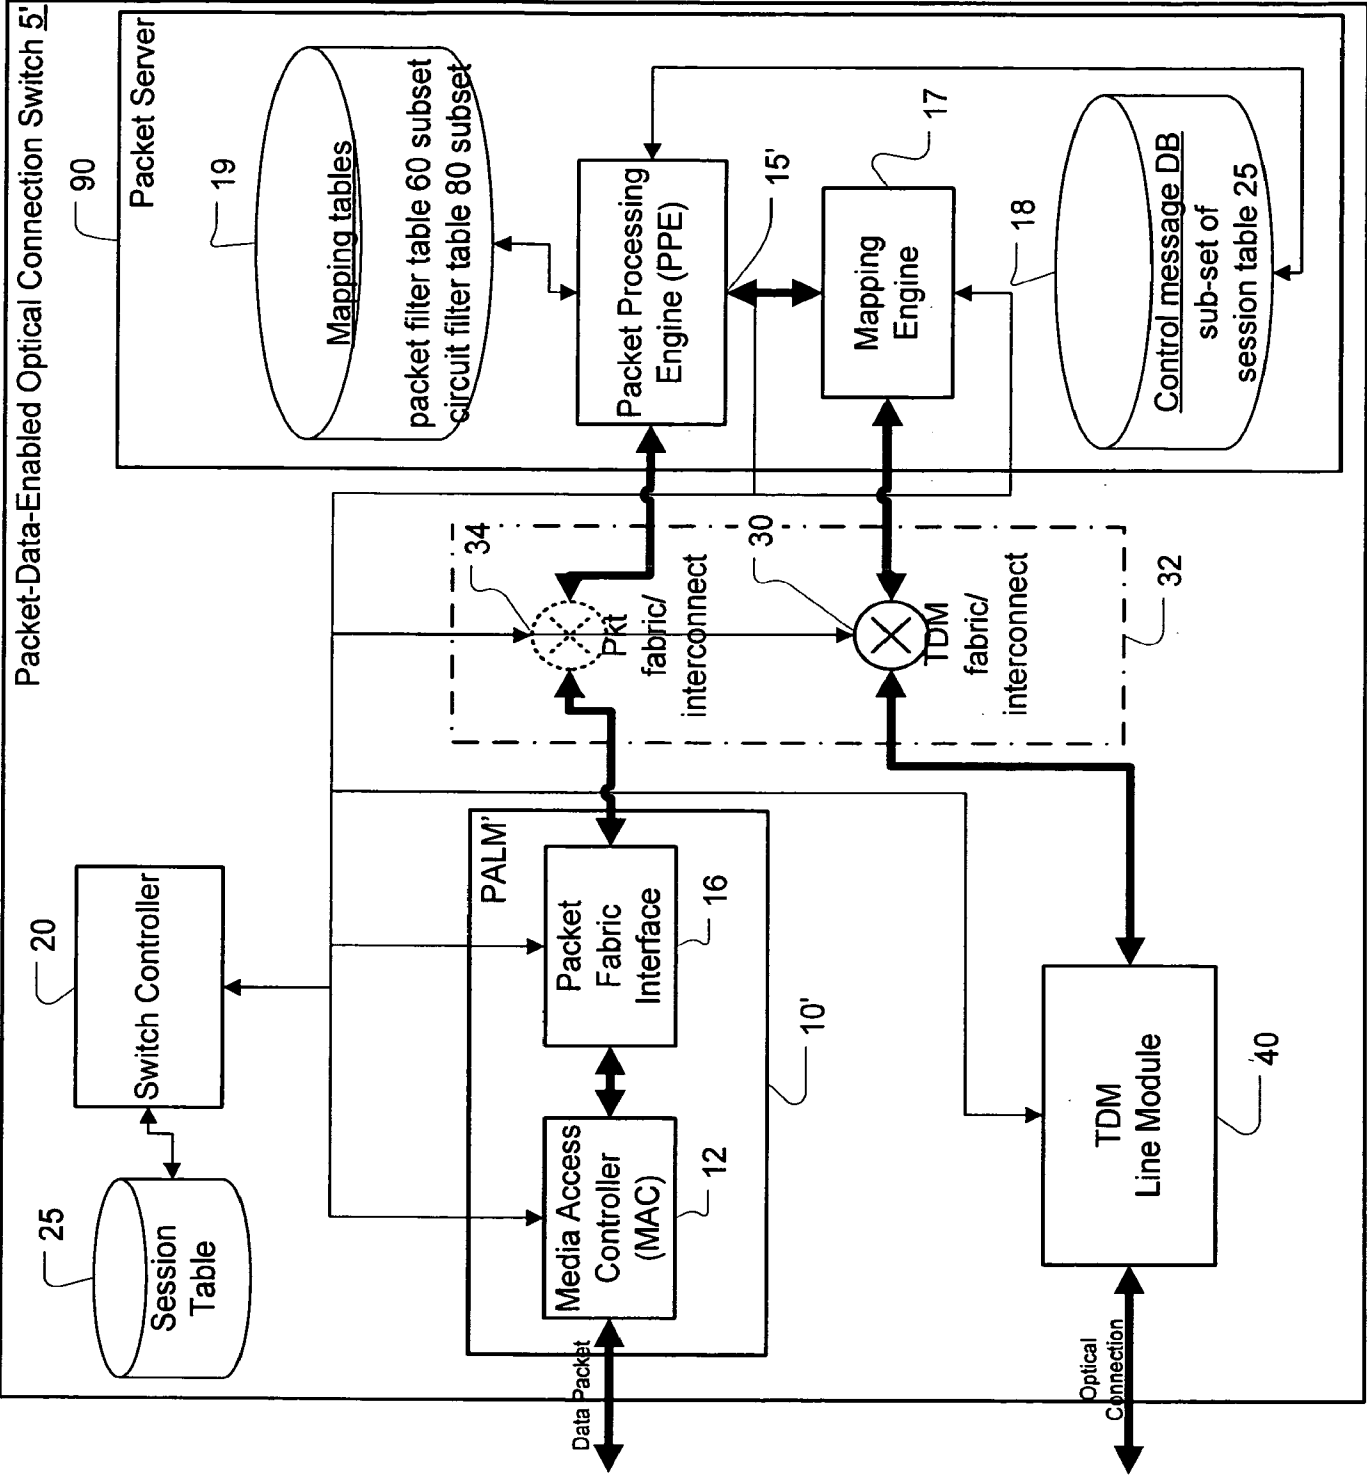 Packet-Data-Enabled Optical Connection Switch 5'
90
Packet Server
19
Mapping tables
packet filter table 60 subset
circuit filter table 80 subset
Packet Processing
Engine (PPE)
15'
17
Mapping
Engine
18
Control message DB
sub-set of
session table 25
34
Pkt
fabric/
interconnect
30
TDM
fabric/
interconnect
32
20
Switch Controller
25
Session
Table
PALM'
Packet
Fabric
Interface
16
Media Access
Controller
(MAC)
12
10'
TDM
Line Module
40
Data Packet
Optical
Connection